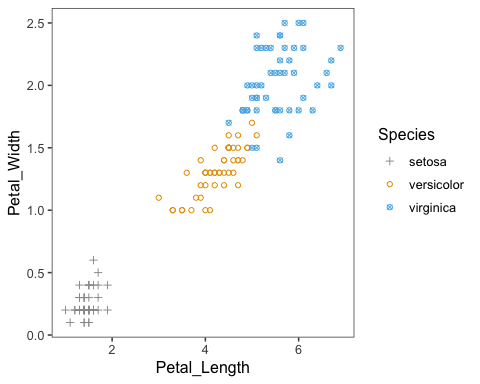 2.5
2.0
1.5
1.0
0.5
0.0
Petal_Width
2
4
6
Petal_Length
Species
setosa
versicolor
virginica